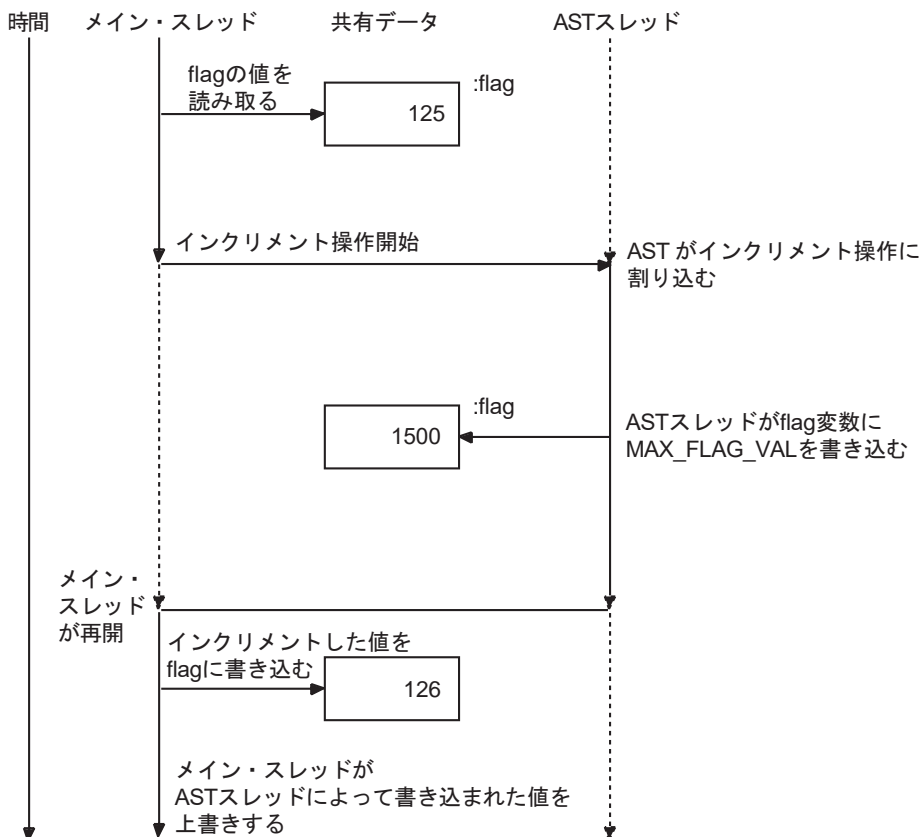 時間
メイン・スレッド
共有データ
ASTスレッド
flagの値を
読み取る
:flag
125
インクリメント操作開始
AST がインクリメント操作に
割り込む
:flag
1500
ASTスレッドがflag変数に
MAX_FLAG_VALを書き込む
メイン・
スレッド
が再開
インクリメントした値を
flagに書き込む
126
メイン・スレッドが
ASTスレッドによって書き込まれた値を
上書きする